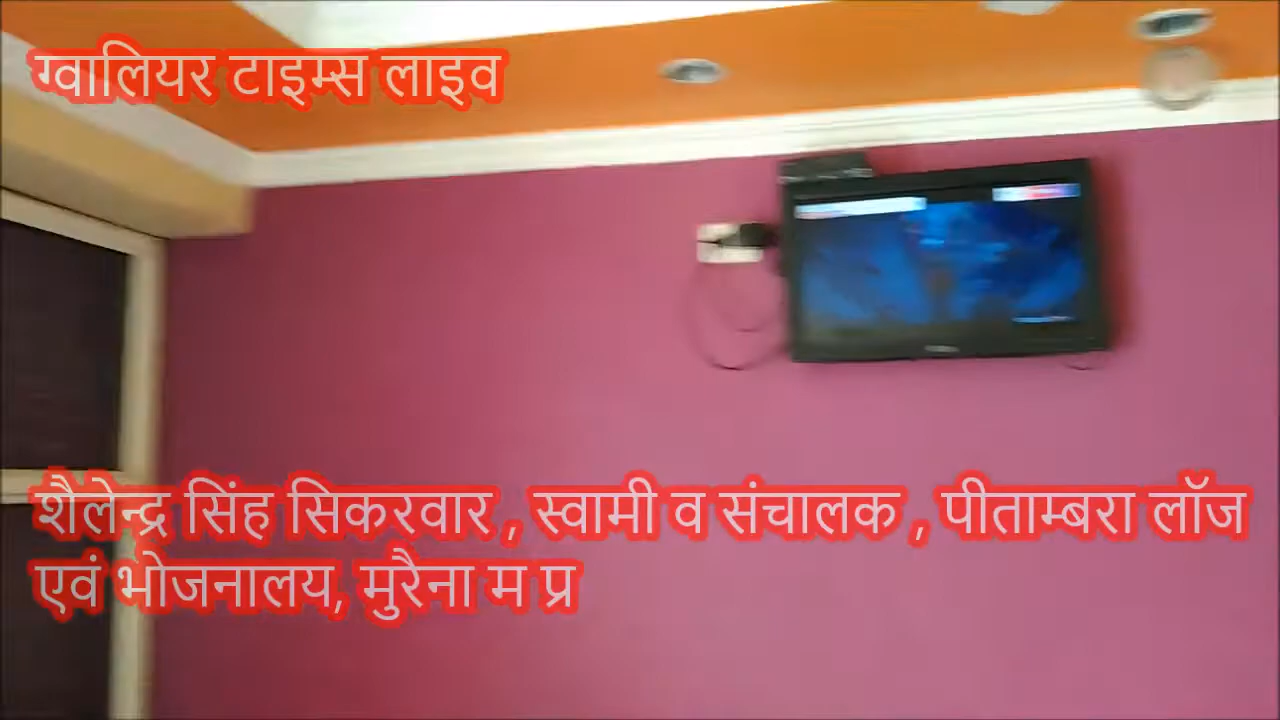 ग्वालियर टाइम्स लाइव
शैलेन्द्र सिंह सिकरवार , स्वामी व संचालक , पीताम्बरा लॉज
एवं भोजनालय, मुरैना म प्र